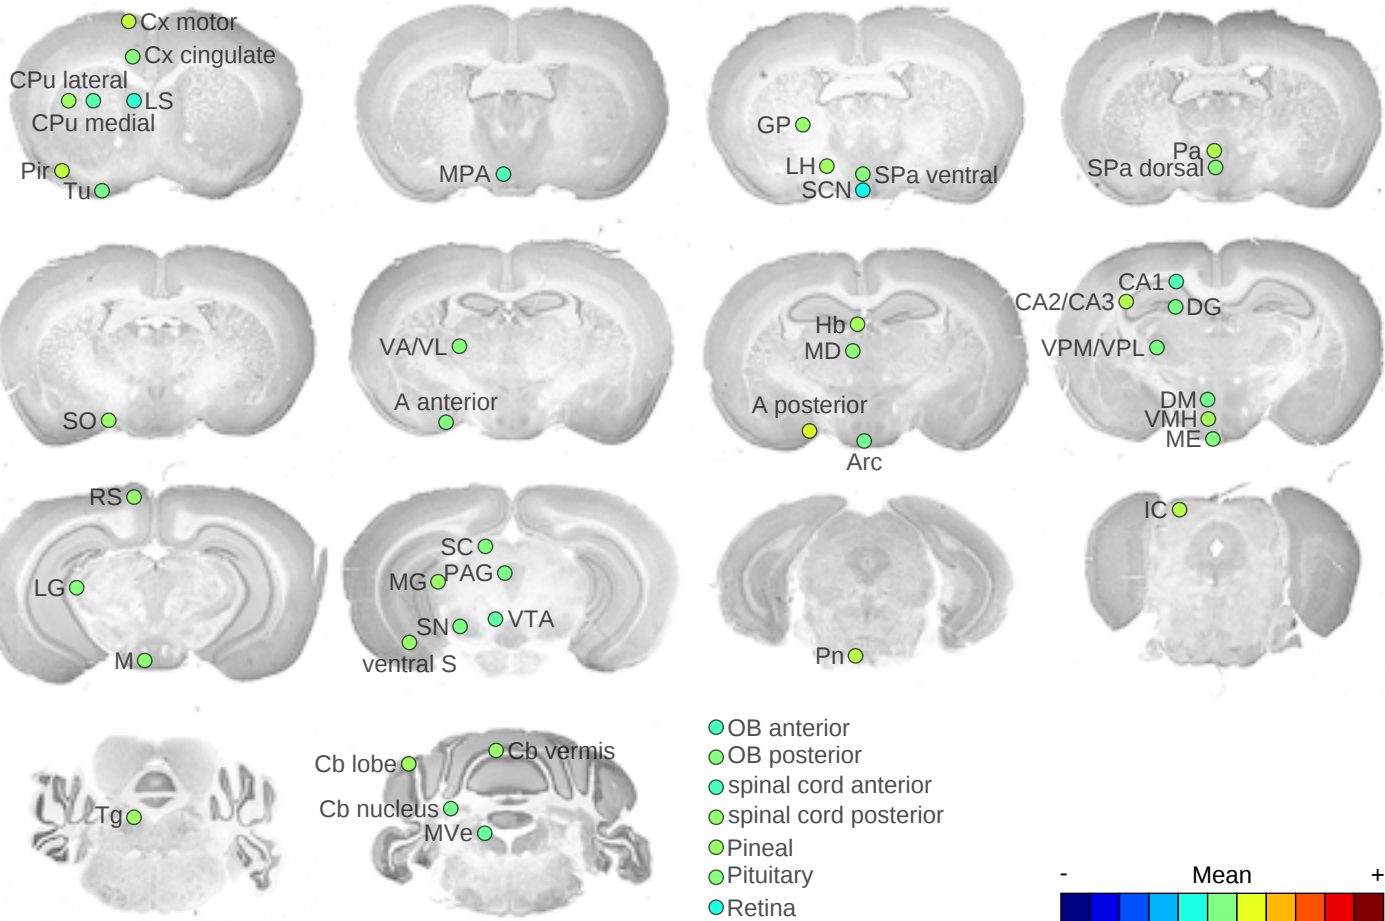 Cx motor
Cx cingulate
CPu lateral
LS
CPu medial
Pir
Tu
MPA
GP
LH
SPa ventral
SCN
Pa
SPa dorsal
SO
VA/VL
A anterior
Hb
MD
A posterior
Arc
CA1
CA2/CA3
DG
VPM/VPL
DM
VMH
ME
RS
LG
M
SC
MG
PAG
SN
VTA
ventral S
Pn
IC
Tg
Cb lobe
Cb vermis
Cb nucleus
MVe
OB anterior
OB posterior
spinal cord anterior
spinal cord posterior
Pineal
Pituitary
Retina
- Mean +